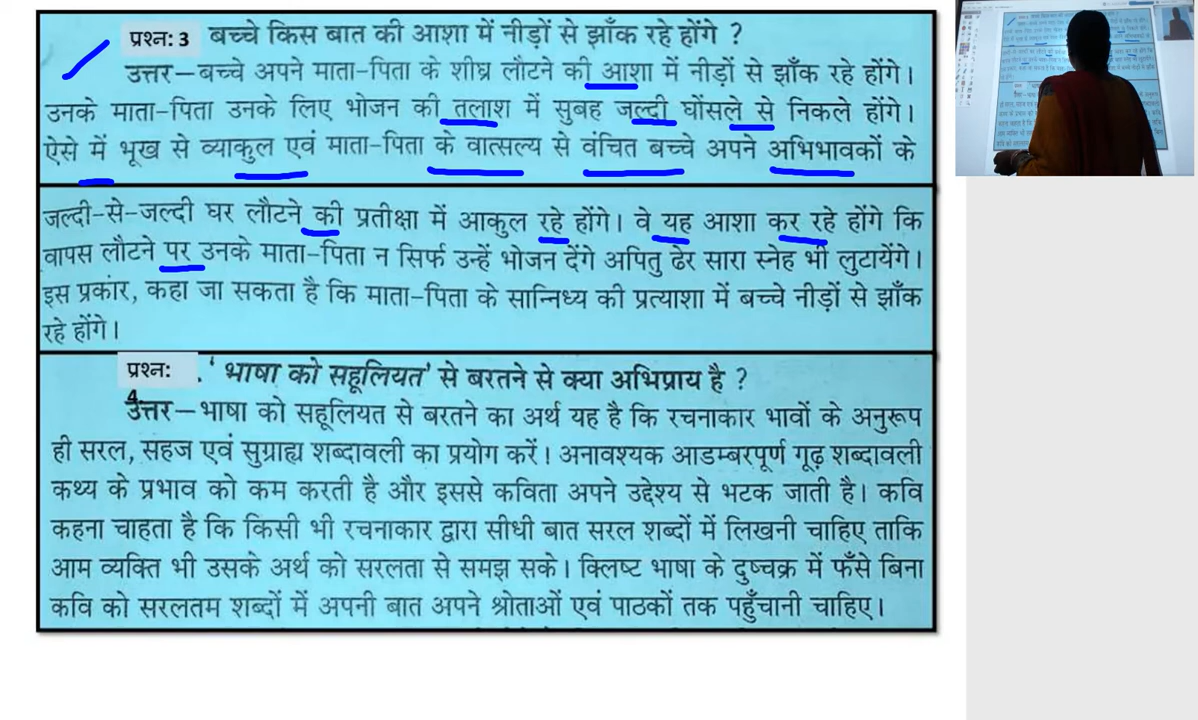 प्रश्न: 3 बच्चे किस बात की आशा में नीड़ों से झाँक रहे होंगे ?
उत्तर–बच्चे अपने माता-पिता के शीघ्र लौटने की आशा में नीड़ों से झाँक रहे होंगे।
उनके माता-पिता उनके लिए भोजन की तलाश में सुबह जल्दी घोंसले से निकले होंगे।
ऐसे में भूख से व्याकुल एवं माता-पिता के वात्सल्य से वंचित बच्चे अपने अभिभावकों के
जल्दी-से-जल्दी घर लौटने की प्रतीक्षा में आकुल रहे होंगे। वे यह आशा कर रहे होंगे कि
वापस लौटने पर उनके माता-पिता न सिर्फ उन्हें भोजन देंगे अपितु ढेर सारा स्नेह भी लुटायेंगे।
इस प्रकार, कहा जा सकता है कि माता-पिता के सान्निध्य की प्रत्याशा में बच्चे नीड़ों से झाँक
रहे होंगे।
प्रश्न: . 'भाषा को सहूलियत' से बरतने से क्या अभिप्राय है ?
4.
उत्तर–भाषा को सहूलियत से बरतने का अर्थ यह है कि रचनाकार भावों के अनुरूप
ही सरल, सहज एवं सुग्राह्य शब्दावली का प्रयोग करें। अनावश्यक आडम्बरपूर्ण गूढ़ शब्दावली
कथ्य के प्रभाव को कम करती है और इससे कविता अपने उद्देश्य से भटक जाती है। कवि
कहना चाहता है कि किसी भी रचनाकार द्वारा सीधी बात सरल शब्दों में लिखनी चाहिए ताकि
आम व्यक्ति भी उसके अर्थ को सरलता से समझ सके। क्लिष्ट भाषा के दुष्चक्र में फँसे बिना
कवि को सरलतम शब्दों में अपनी बात अपने श्रोताओं एवं पाठकों तक पहुँचानी चाहिए।